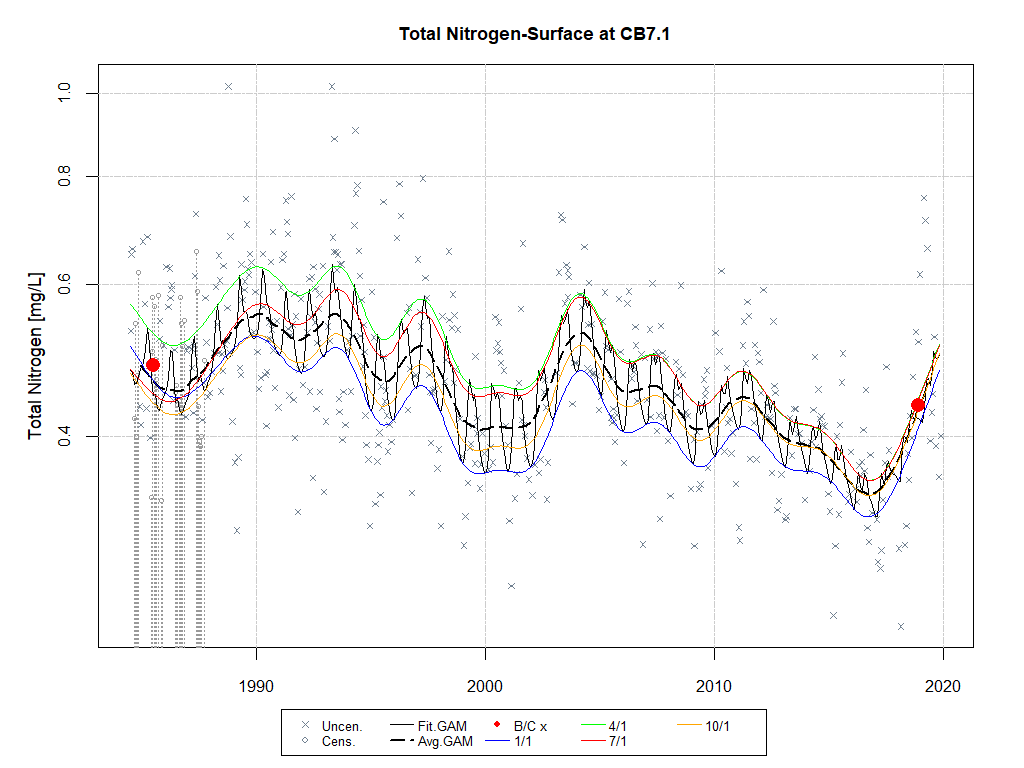 Total Nitrogen-Surface at CB7.1
Total Nitrogen [mg/L]
1.0
0.8
0.6
0.4
1990 2000 2010 2020
Uncen. Fit.GAM B/C x 4/1 10/1
Cens. Avg.GAM 1/1 7/1